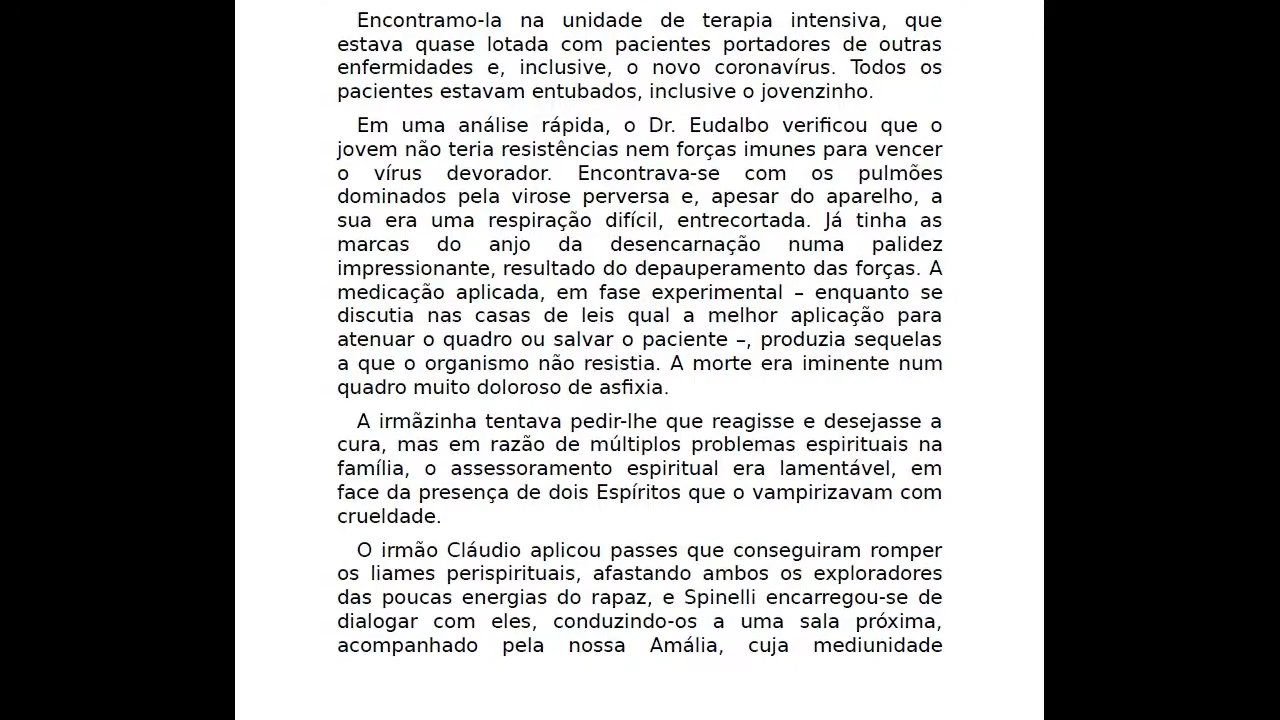 Encontramo-la na unidade de terapia intensiva, que
estava quase lotada com pacientes portadores de outras
enfermidades e, inclusive, o novo coronavírus. Todos os
pacientes estavam entubados, inclusive o jovenzinho.
Em uma análise rápida, o Dr. Eudalbo verificou que o
jovem não teria resistências nem forças imunes para vencer
o vírus devorador. Encontrava-se com os pulmões
dominados pela virose perversa e, apesar do aparelho, a
sua era uma respiração difícil, entrecortada. Já tinha as
marcas do anjo da desencarnação numa palidez
impressionante, resultado do depauperamento das forças. A
medicação aplicada, em fase experimental – enquanto se
discutia nas casas de leis qual a melhor aplicação para
atenuar o quadro ou salvar o paciente –, produzia sequelas
a que o organismo não resistia. A morte era iminente num
quadro muito doloroso de asfixia.
A irmãzinha tentava pedir-lhe que reagisse e desejasse a
cura, mas em razão de múltiplos problemas espirituais na
família, o assessoramento espiritual era lamentável, em
face da presença de dois Espíritos que o vampirizavam com
crueldade.
O irmão Cláudio aplicou passes que conseguiram romper
os liames perispirituais, afastando ambos os exploradores
das poucas energias do rapaz, e Spinelli encarregou-se de
dialogar com eles, conduzindo-os a uma sala próxima,
acompanhado pela nossa Amália, cuja mediunidade